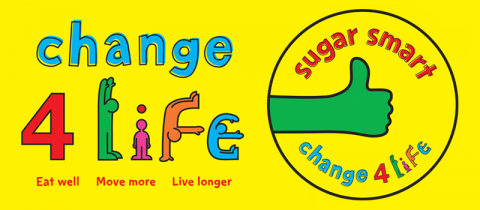 change
4 life
Eat well Move more Live longer
sugar smart
change 4 life